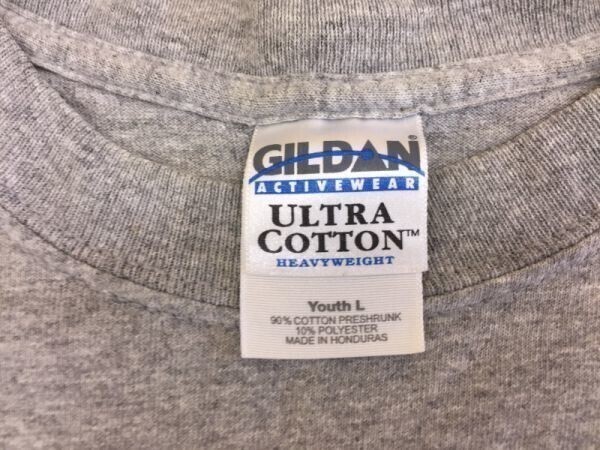 GILDAN®
ACTIVEWEAR
ULTRA
COTTON™
HEAVYWEIGHT
Youth L
90% COTTON PRESHRUNK
10% POLYESTER
MADE IN HONDURAS